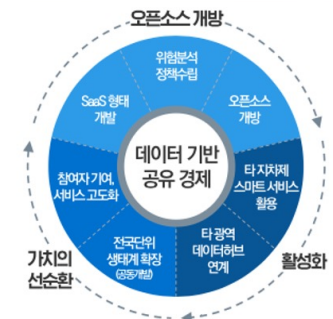 오픈소스 개방
위험분석
정책수립
SaaS 형태
개발
오픈소스
개방
데이터 기반
공유 경제
참여자 기여,
서비스 고도화
타 지차제
스마트 서비스
활용
전국단위
생태계 확장
(공동개발)
타 광역
데이터허브
연계
가치의
선순환
활성화